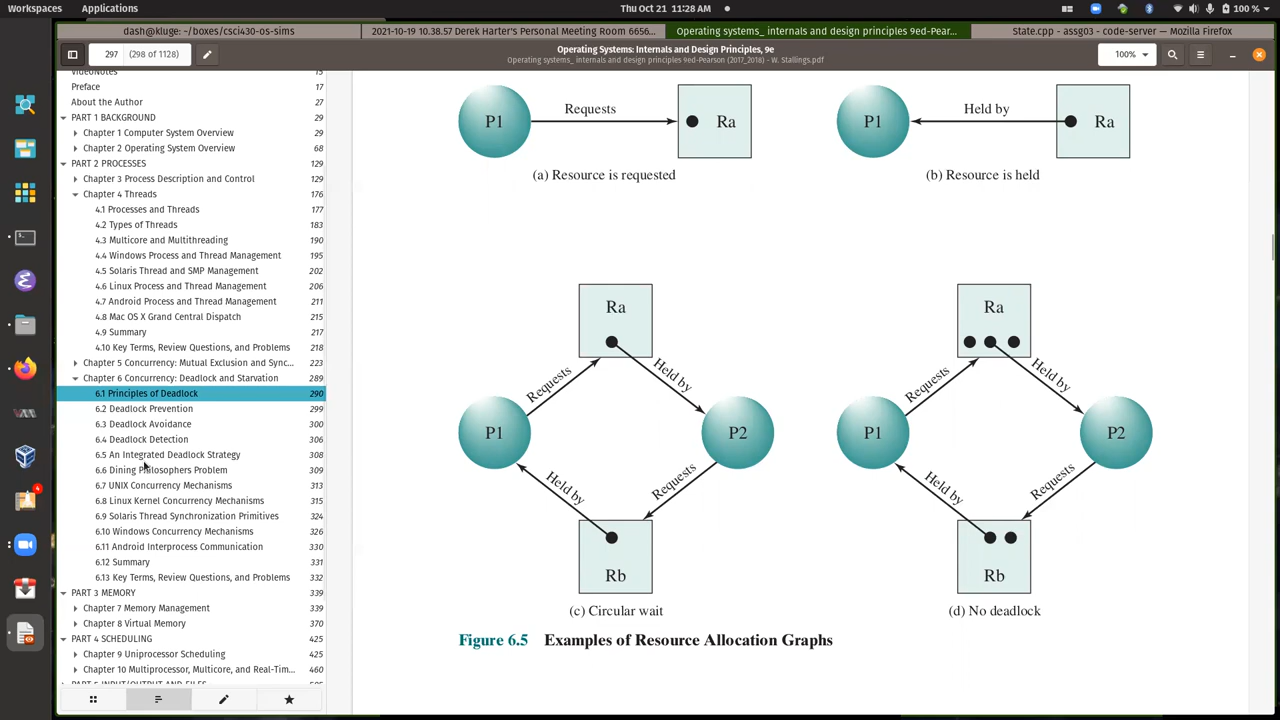 Workspaces
Applications
Thu Oct 21 11:28 AM
100 %
dash@kluge: ~/boxes/csci430-os-sims
2021-10-19 10.38.57 Derek Harter's Personal Meeting Room 6656...
Operating systems_ internals and design principles 9ed-Pear...
State.cpp - assg03 - code-server — Mozilla Firefox
297
(298 of 1128)
Operating Systems: Internals and Design Principles, 9e
Operating systems_ internals and design principles 9ed-Pearson (2017_2018) - W. Stallings.pdf
100%
VideoNotes 15
Preface 17
About the Author 27
PART 1 BACKGROUND 29
Chapter 1 Computer System Overview 29
Chapter 2 Operating System Overview 68
PART 2 PROCESSES 129
Chapter 3 Process Description and Control 129
Chapter 4 Threads 176
4.1 Processes and Threads 177
4.2 Types of Threads 183
4.3 Multicore and Multithreading 190
4.4 Windows Process and Thread Management 195
4.5 Solaris Thread and SMP Management 202
4.6 Linux Process and Thread Management 206
4.7 Android Process and Thread Management 211
4.8 Mac OS X Grand Central Dispatch 215
4.9 Summary 217
4.10 Key Terms, Review Questions, and Problems 218
Chapter 5 Concurrency: Mutual Exclusion and Sync... 223
Chapter 6 Concurrency: Deadlock and Starvation 289
6.1 Principles of Deadlock 290
6.2 Deadlock Prevention 299
6.3 Deadlock Avoidance 300
6.4 Deadlock Detection 306
6.5 An Integrated Deadlock Strategy 308
6.6 Dining Philosophers Problem 309
6.7 UNIX Concurrency Mechanisms 313
6.8 Linux Kernel Concurrency Mechanisms 315
6.9 Solaris Thread Synchronization Primitives 324
6.10 Windows Concurrency Mechanisms 326
6.11 Android Interprocess Communication 330
6.12 Summary 331
6.13 Key Terms, Review Questions, and Problems 332
PART 3 MEMORY 339
Chapter 7 Memory Management 339
Chapter 8 Virtual Memory 370
PART 4 SCHEDULING 425
Chapter 9 Uniprocessor Scheduling 425
Chapter 10 Multiprocessor, Multicore, and Real-Tim... 460
4
P1
Requests
Ra
(a) Resource is requested
P1
Held by
Ra
(b) Resource is held
Ra
Requests
Held by
P1
P2
Held by
Requests
Rb
(c) Circular wait
Ra
Requests
Held by
P1
P2
Held by
Requests
Rb
(d) No deadlock
Figure 6.5 Examples of Resource Allocation Graphs